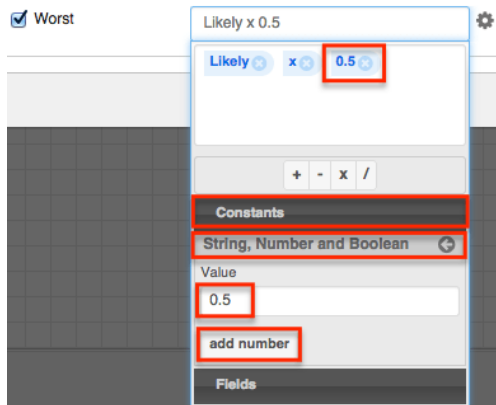 Worst
Likely x 0.5
Likely x 0.5
+ - x /
Constants
String, Number and Boolean
Value
0.5
add number
Fields